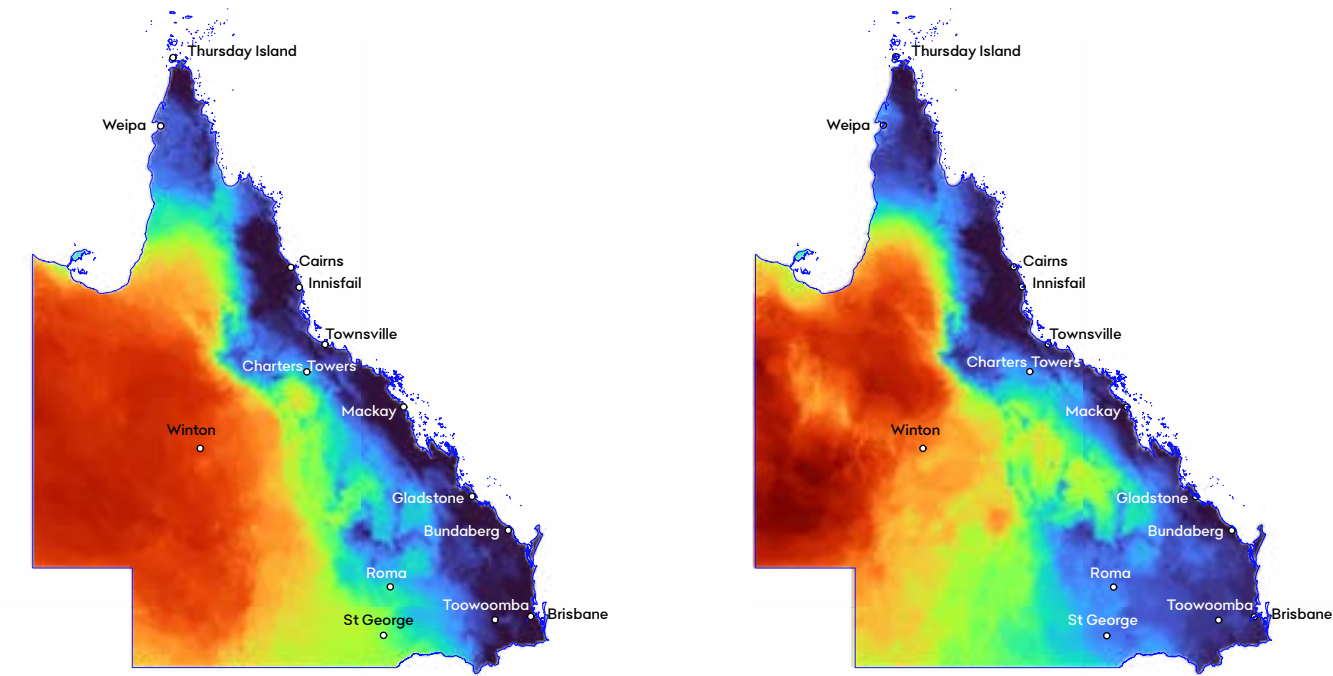 Thursday Island
Weipa
Cairns
Innisfail
Townsville
Charters Towers
Mackay
Winton
Gladstone
Bundaberg
Roma
Toowoomba
Brisbane
St George
Thursday Island
Weipa
Cairns
Innisfail
Townsville
Charters Towers
Mackay
Winton
Gladstone
Bundaberg
Roma
Toowoomba
Brisbane
St George